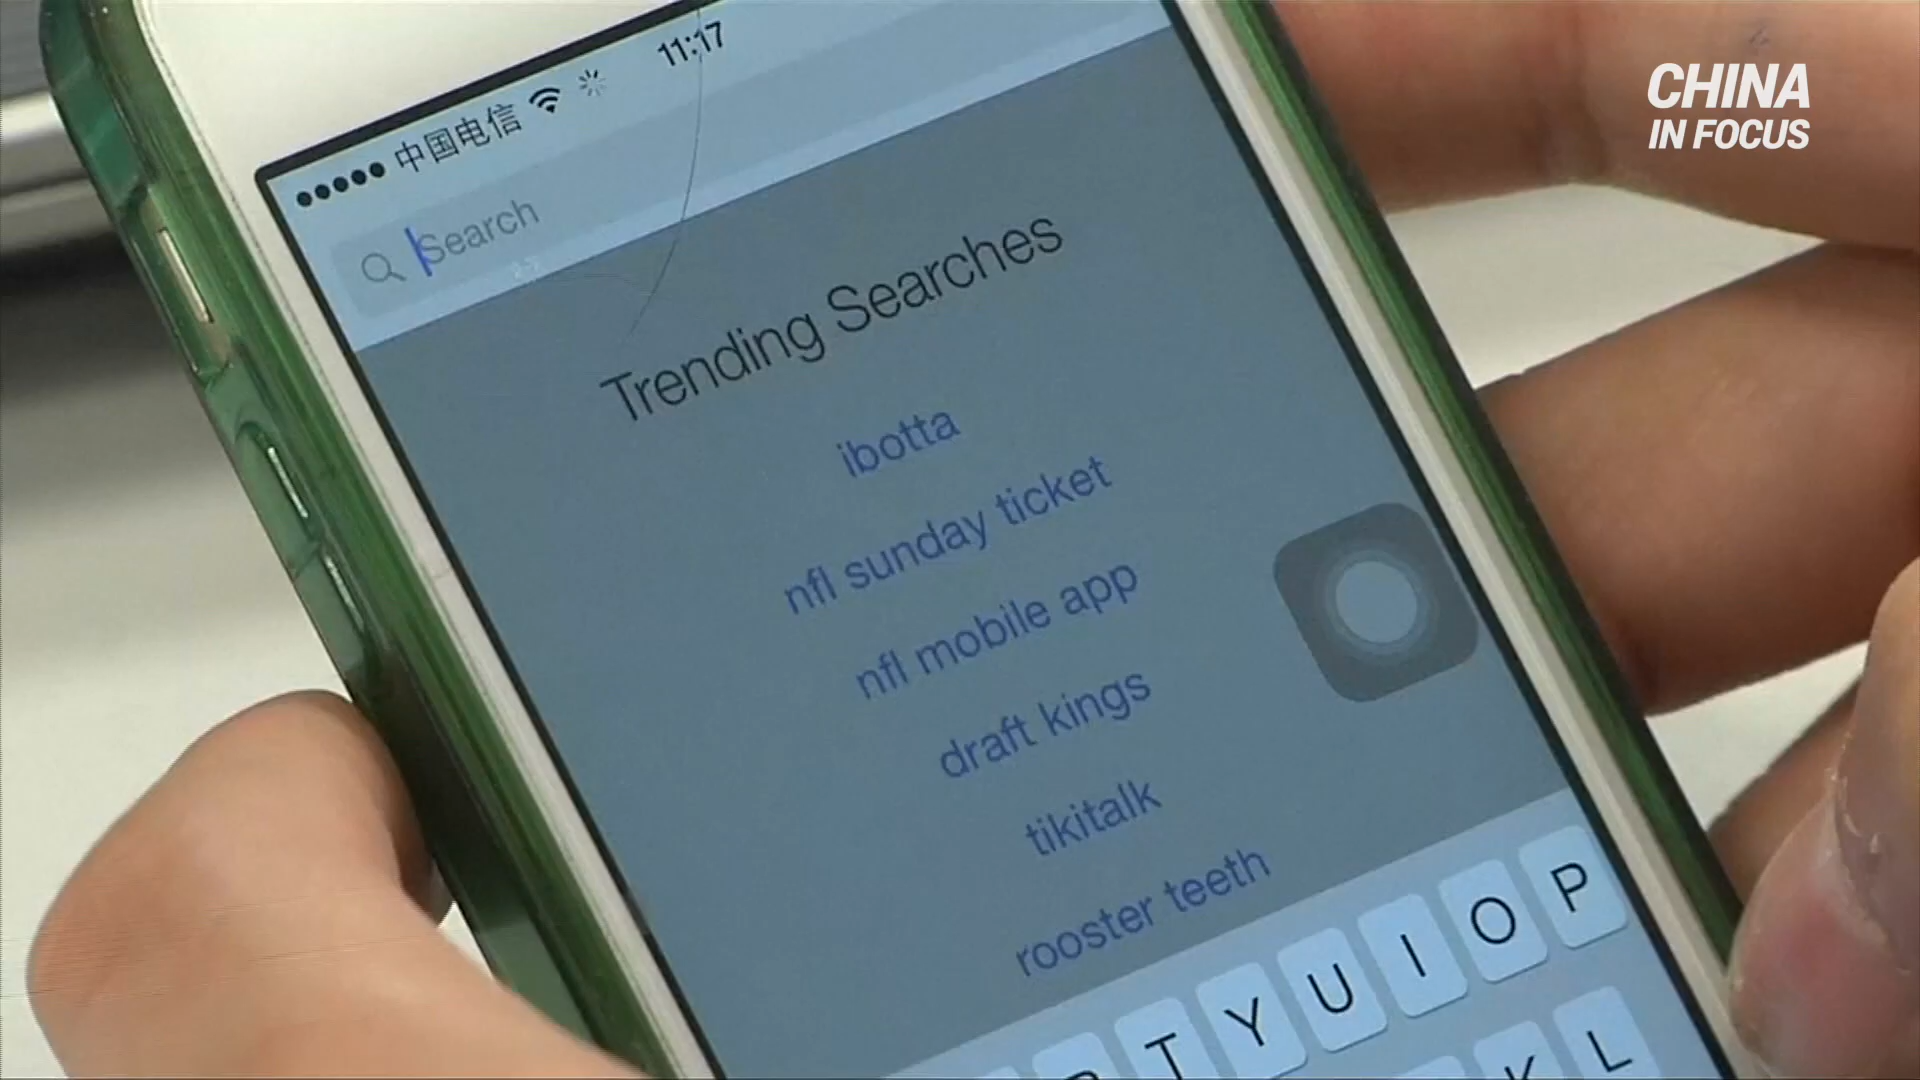 CHINA
IN FOCUS
中国电信 11:17
Search
Trending Searches
ibotta
nfl sunday ticket
nfl mobile app
draft kings
tikitalk
rooster teeth
T Y U I O P
K L